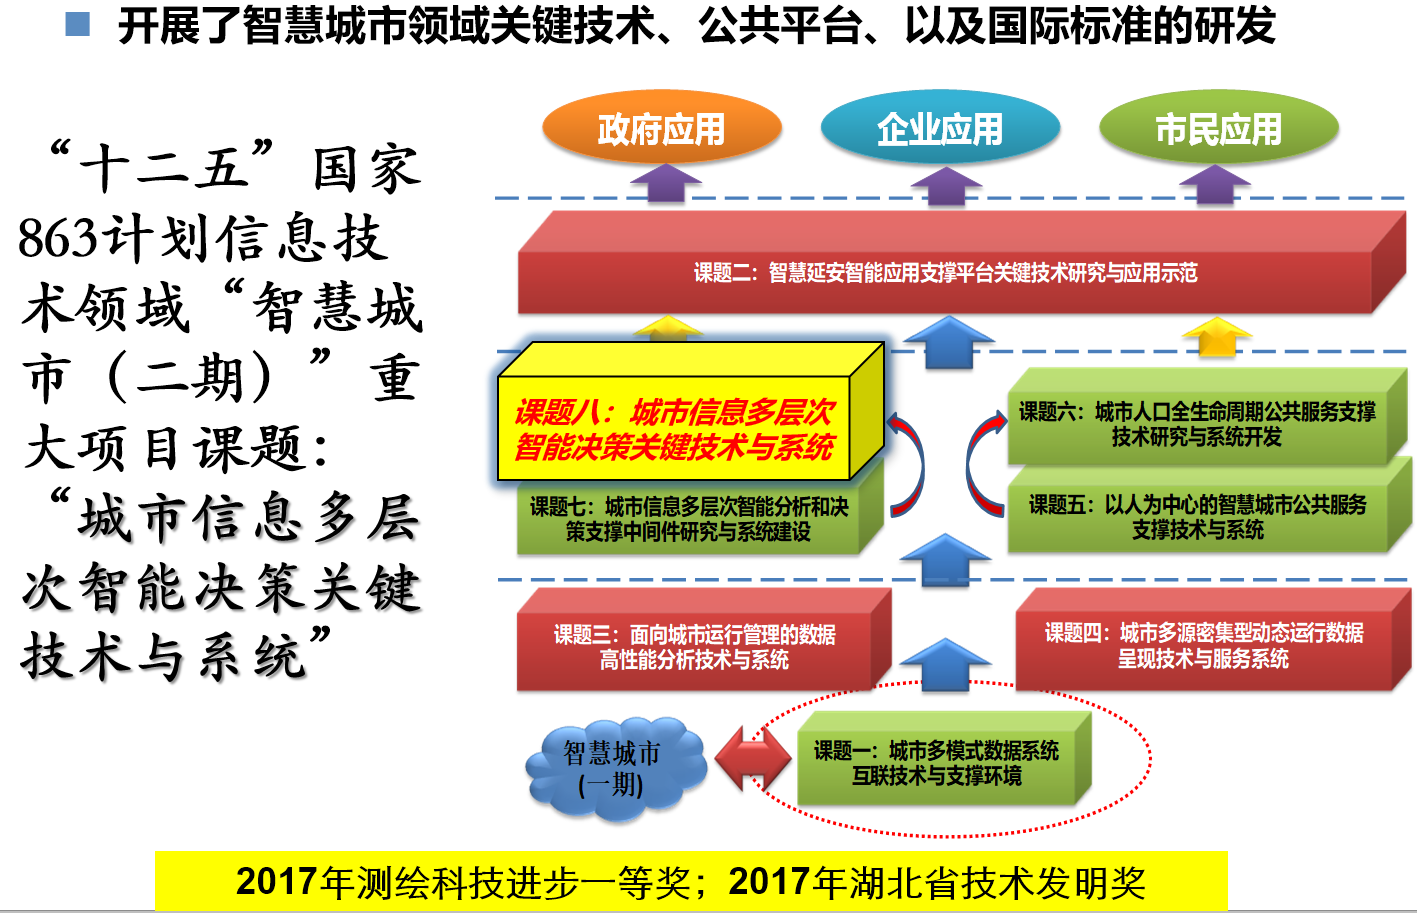 开展了智慧城市领域关键技术、公共平台、以及国际标准的研发
“十二五”国家
863计划信息技
术领域“智慧城
市（二期）”重
大项目课题：
“城市信息多层
次智能决策关键
技术与系统”
政府应用
企业应用
市民应用
课题二：智慧延安智能应用支撑平台关键技术研究与应用示范
课题八：城市信息多层次
智能决策关键技术与系统
课题六：城市人口全生命周期公共服务支撑
技术研究与系统开发
课题七：城市信息多层次智能分析和决
策支撑中间件研究与系统建设
课题五：以人为中心的智慧城市公共服务
支撑技术与系统
课题三：面向城市运行管理的数据
高性能分析技术与系统
课题四：城市多源密集型动态运行数据
呈现技术与服务系统
智慧城市
(一期)
课题一：城市多模式数据系统
互联技术与支撑环境
2017年测绘科技进步一等奖；2017年湖北省技术发明奖